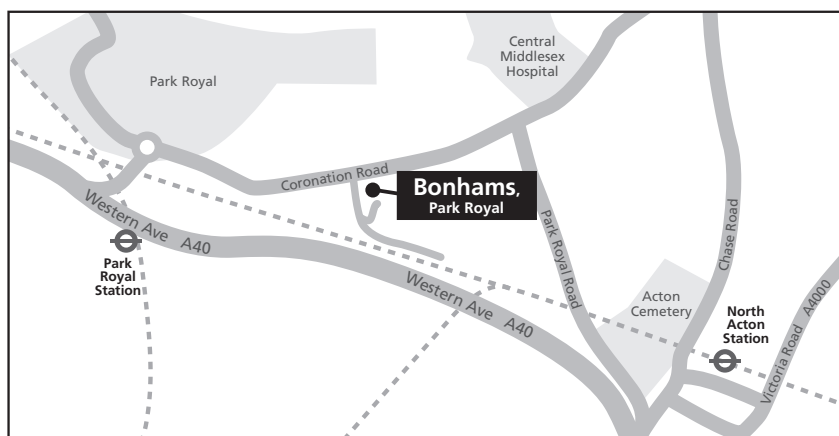 Central
Middlesex
Hospital
Park Royal
Coronation Road
Bonhams,
Park Royal
Western Ave A40
Park
Royal
Station
Park Royal Road
Chase Road
Western Ave A40
Acton
Cemetery
North
Acton
Station
Victoria Road A4000